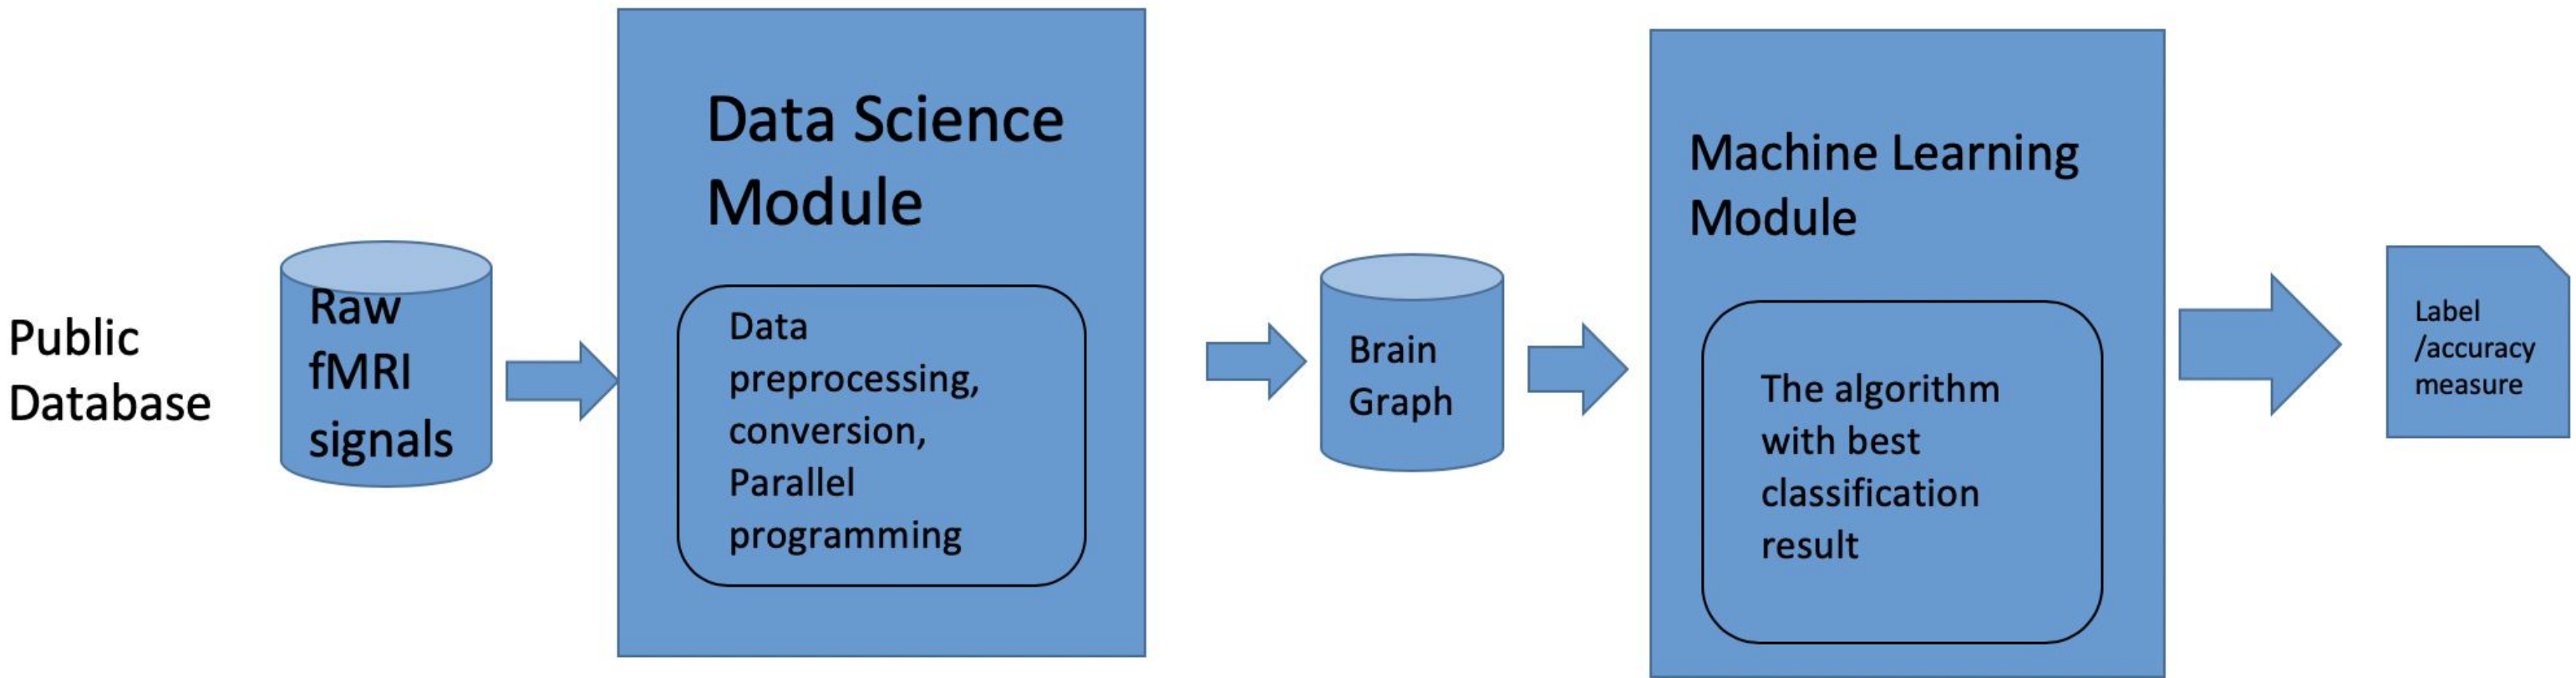 Public
Database
Raw
fMRI
signals
Data Science
Module
Data
preprocessing,
conversion,
Parallel
programming
Brain
Graph
Machine Learning
Module
The algorithm
with best
classification
result
Label
/accuracy
measure